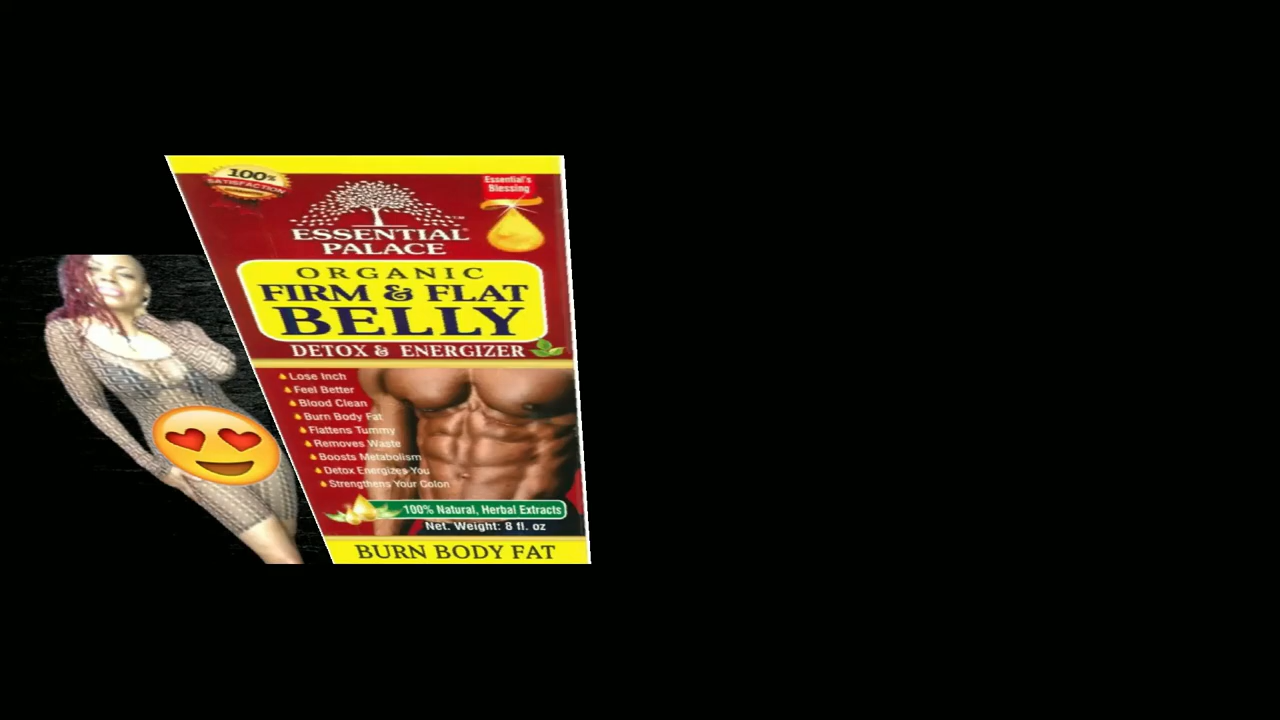 100%
SATISFACTION
Essential's
Blessing
ESSENTIAL
PALACE
ORGANIC
FIRM & FLAT
BELLY
DETOX & ENERGIZER
Lose Inch
Feel Better
Blood Clean
Burn Body Fat
Flattens Tummy
Removes Waste
Boosts Metabolism
Detox Energizes You
Strengthens Your Colon
100% Natural, Herbal Extracts
Net. Weight: 8 fl. oz
BURN BODY FAT